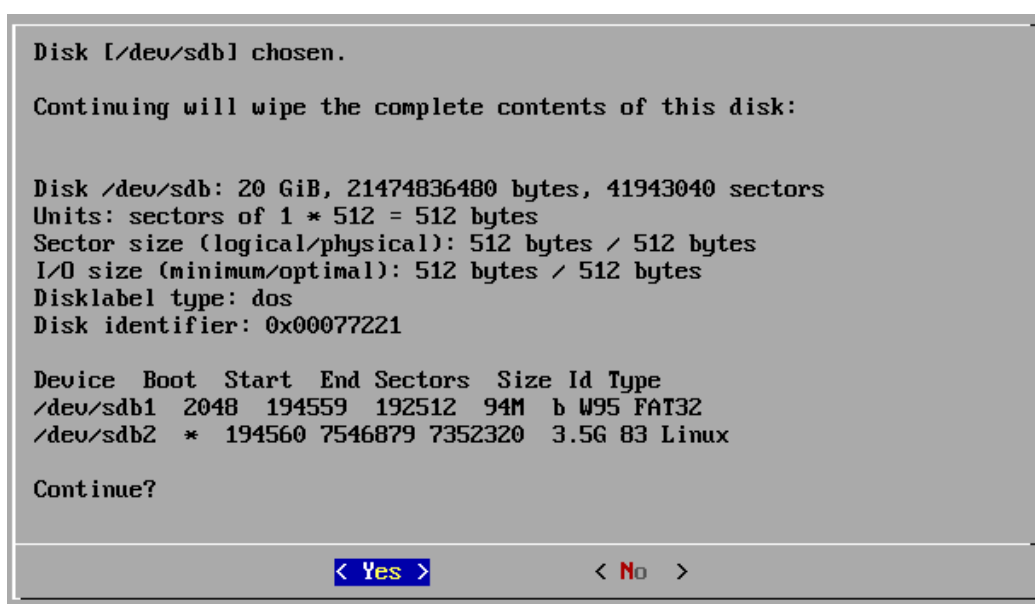 Disk [/dev/sdb] chosen.
Continuing will wipe the complete contents of this disk:
Disk /dev/sdb: 20 GiB, 21474836480 bytes, 41943040 sectors
Units: sectors of 1 * 512 = 512 bytes
Sector size (logical/physical): 512 bytes / 512 bytes
I/O size (minimum/optimal): 512 bytes / 512 bytes
Disklabel type: dos
Disk identifier: 0x00077221
Device  Boot  Start  End Sectors  Size Id Type
/dev/sdb1  2048  194559  192512  94M  b W95 FAT32
/dev/sdb2  *  194560 7546879 7352320  3.5G 83 Linux
Continue?
< Yes > < No >